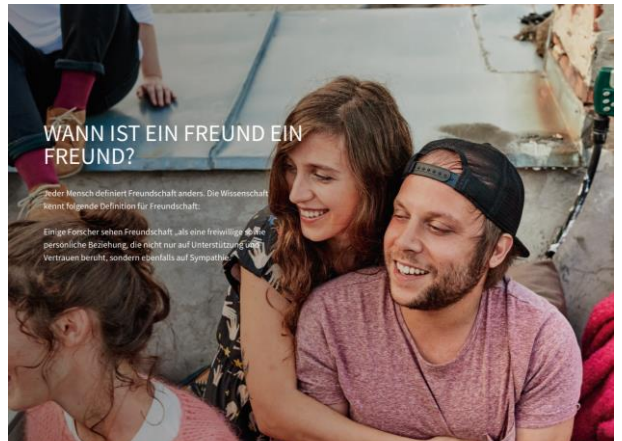 WANN IST EIN FREUND EIN
FREUND?
Jeder Mensch definiert Freundschaft anders. Die Wissenschaft
kennt folgende Definition für Freundschaft:
Einige Forscher sehen Freundschaft „als eine freiwillige
persönliche Beziehung, die nicht nur auf Unterstützung und
Vertrauen beruht, sondern ebenfalls auf Sympathie.